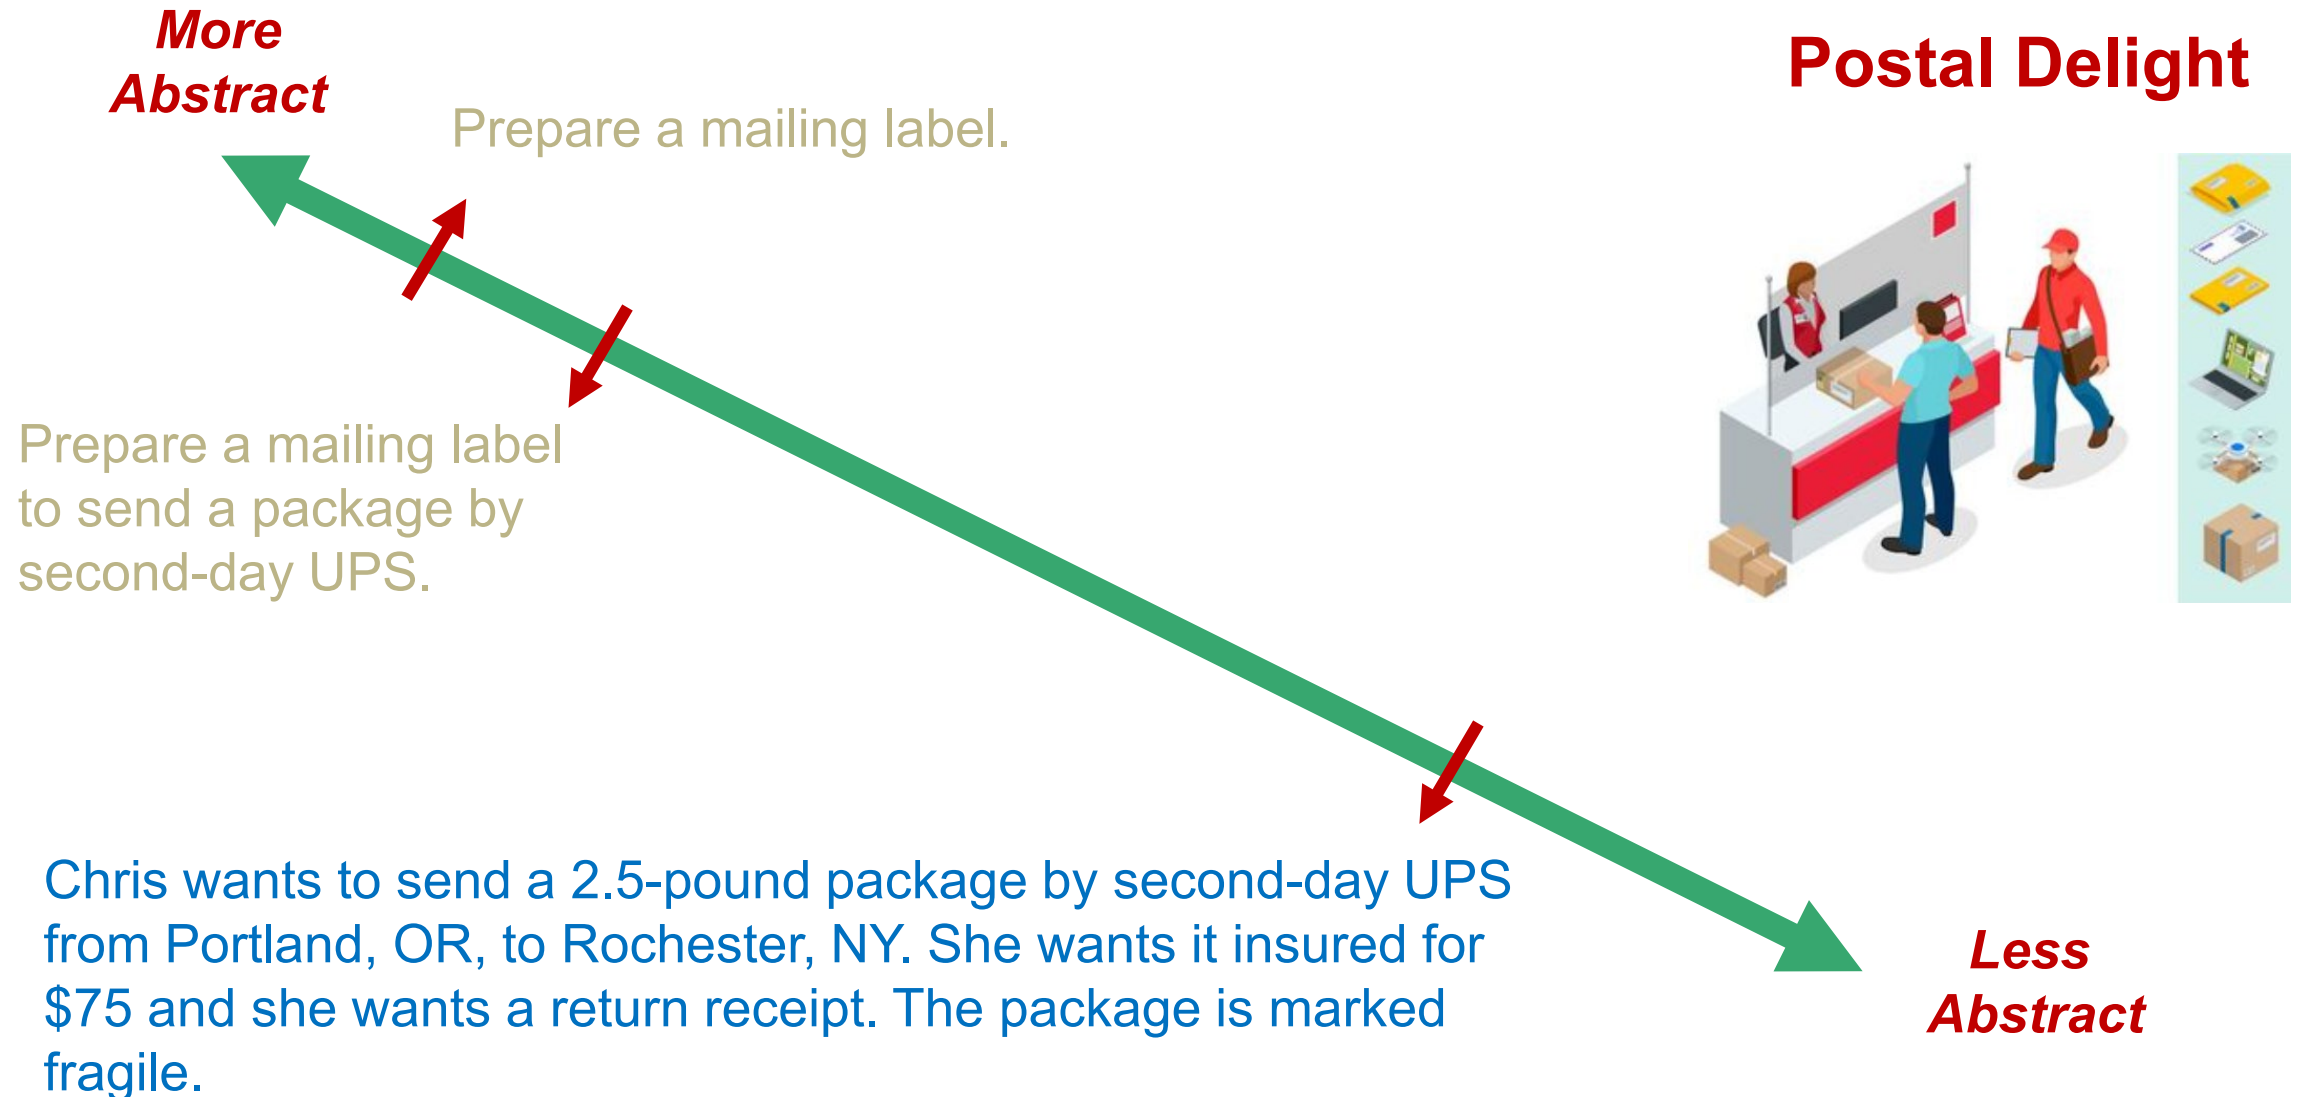 More
Abstract
Postal Delight
Prepare a mailing label.
Prepare a mailing label
to send a package by
second-day UPS.
Chris wants to send a 2.5-pound package by second-day UPS
from Portland, OR, to Rochester, NY. She wants it insured for
$75 and she wants a return receipt. The package is marked
fragile.
Less
Abstract